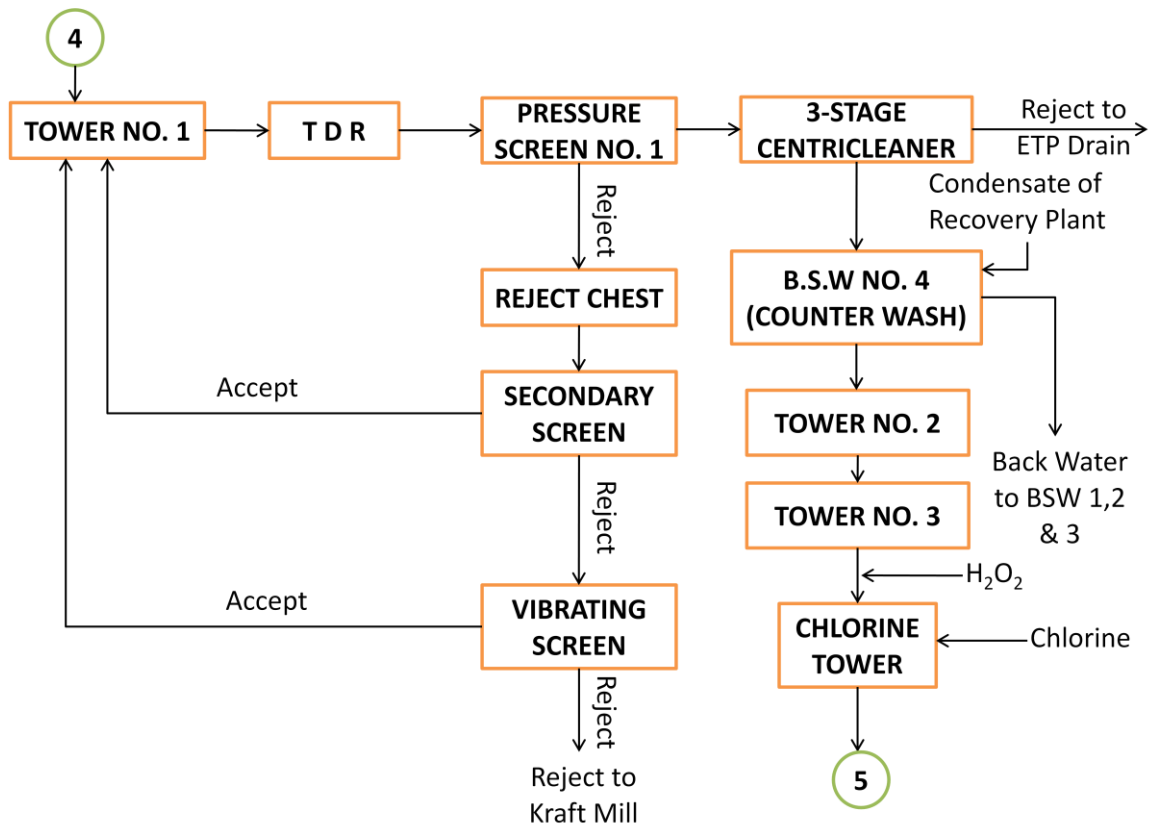 4
TOWER NO. 1
T D R
PRESSURE
SCREEN NO. 1
3-STAGE
CENTRICLEANER
Reject to
ETP Drain
Reject
Condensate of
Recovery Plant
REJECT CHEST
B.S.W NO. 4
(COUNTER WASH)
Accept
SECONDARY
SCREEN
TOWER NO. 2
Back Water
to BSW 1,2
& 3
Reject
TOWER NO. 3
H₂O₂
Accept
VIBRATING
SCREEN
CHLORINE
TOWER
Chlorine
Reject
Reject to
Kraft Mill
5